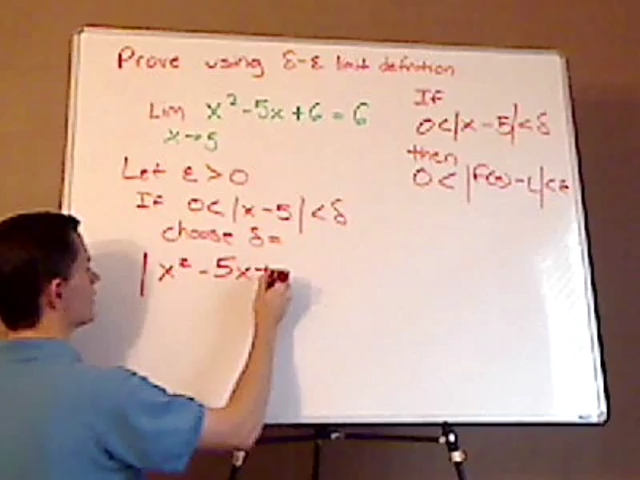 Prove using δ-ε limit definition
Lim x² - 5x + 6 = 6
x→5
Let ε > 0
If 0 < |x - 5| < δ
choose δ =
| x² - 5x +
If
0 < |x - 5| < δ
then
0 < |F(x) - L| < ε